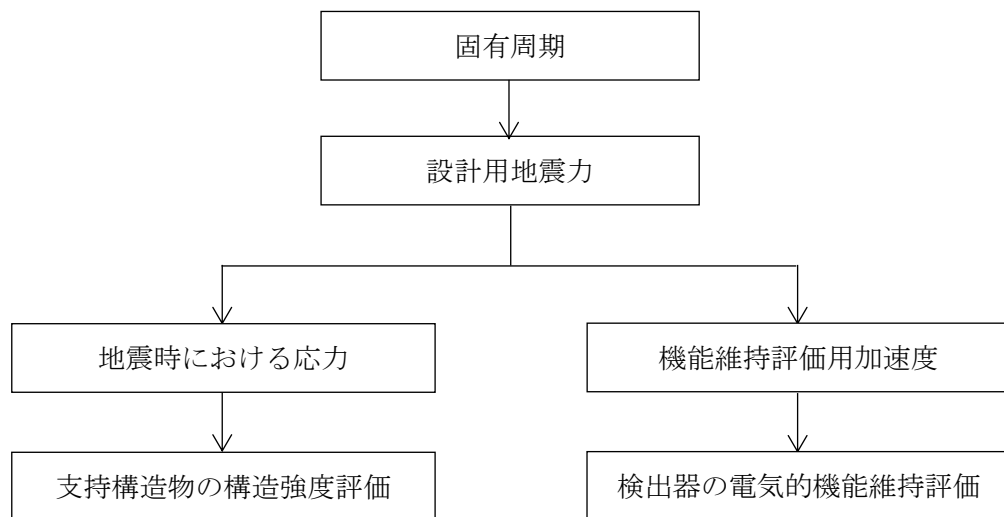 固有周期
設計用地震力
地震時における応力
機能維持評価用加速度
支持構造物の構造強度評価
検出器の電気的機能維持評価